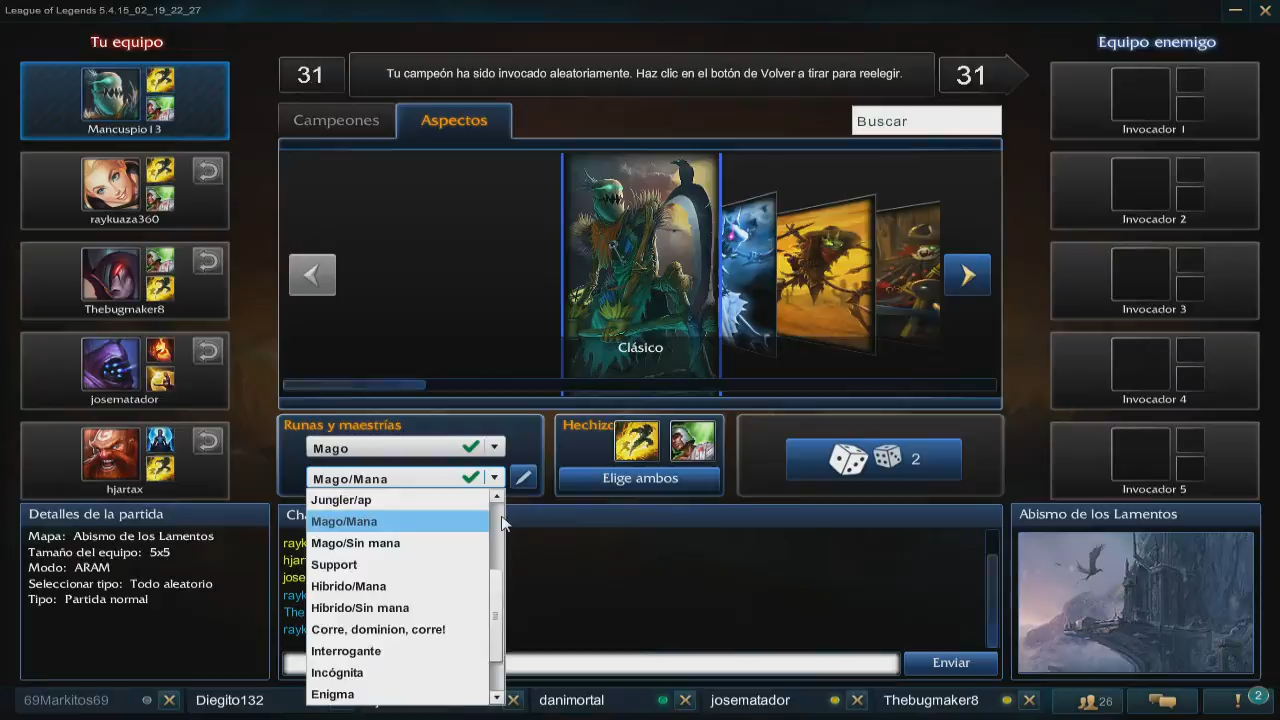 League of Legends 5.4.15_02_19_22_27
Tu equipo
Equipo enemigo
31
Tu campeón ha sido invocado aleatoriamente. Haz clic en el botón de Volver a tirar para reelegir.
31
Campeones
Aspectos
Buscar
Mancuspio13
raykuaza360
Thebugmaker8
josematador
hjartax
Invocador 1
Invocador 2
Invocador 3
Invocador 4
Invocador 5
Clásico
Runas y maestrías
Mago
Mago/Mana
Jungler/ap
Mago/Mana
Mago/Sin mana
Support
Hibrido/Mana
Hibrido/Sin mana
Corre, dominion, corre!
Interrogante
Incógnita
Enigma
Hechizo
Elige ambos
2
Detalles de la partida
Mapa: Abismo de los Lamentos
Tamaño del equipo: 5x5
Modo: ARAM
Seleccionar tipo: Todo aleatorio
Tipo: Partida normal
Enviar
Abismo de los Lamentos
69Markitos69
Diegito132
danimortal
josematador
Thebugmaker8
26
2